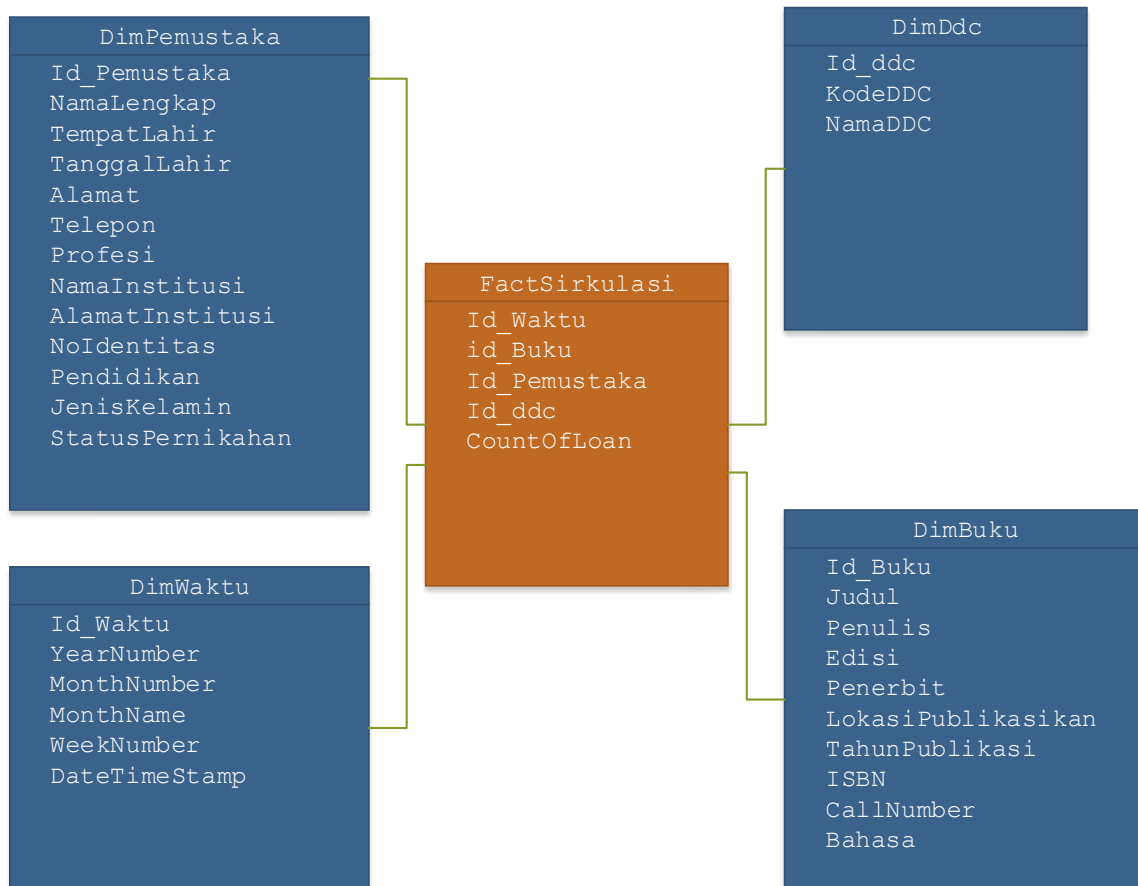 DimPemustaka
Id_Pemustaka
NamaLengkap
TempatLahir
TanggalLahir
Alamat
Telepon
Profesi
NamaInstitusi
AlamatInstitusi
NoIdentitas
Pendidikan
JenisKelamin
StatusPernikahan
DimDdc
Id_ddc
KodeDDC
NamaDDC
FactSirkulasi
Id_Waktu
id_Buku
Id_Pemustaka
Id_ddc
CountOfLoan
DimWaktu
Id_Waktu
YearNumber
MonthNumber
MonthName
WeekNumber
DateTimeStamp
DimBuku
Id_Buku
Judul
Penulis
Edisi
Penerbit
LokasiPublikasikan
TahunPublikasi
ISBN
CallNumber
Bahasa